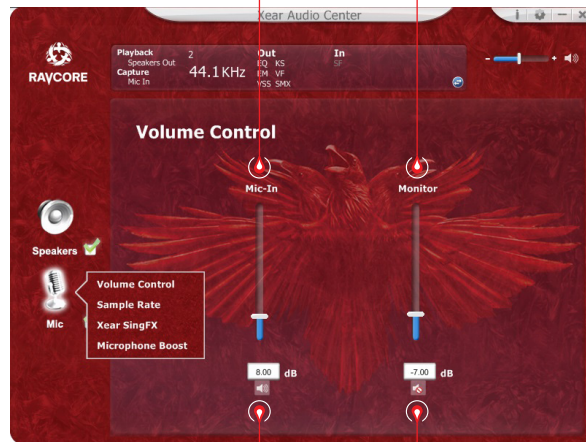 Xear Audio Center
i
RAVCORE
Playback 2
Speakers Out
Capture
Mic In
44.1KHz
Out
EQ KS
EM VF
VSS SMX
In
SF
- +
Volume Control
Mic-In
Monitor
Speakers
Mic
Volume Control
Sample Rate
Xear SingFX
Microphone Boost
8.00 dB
-7.00 dB